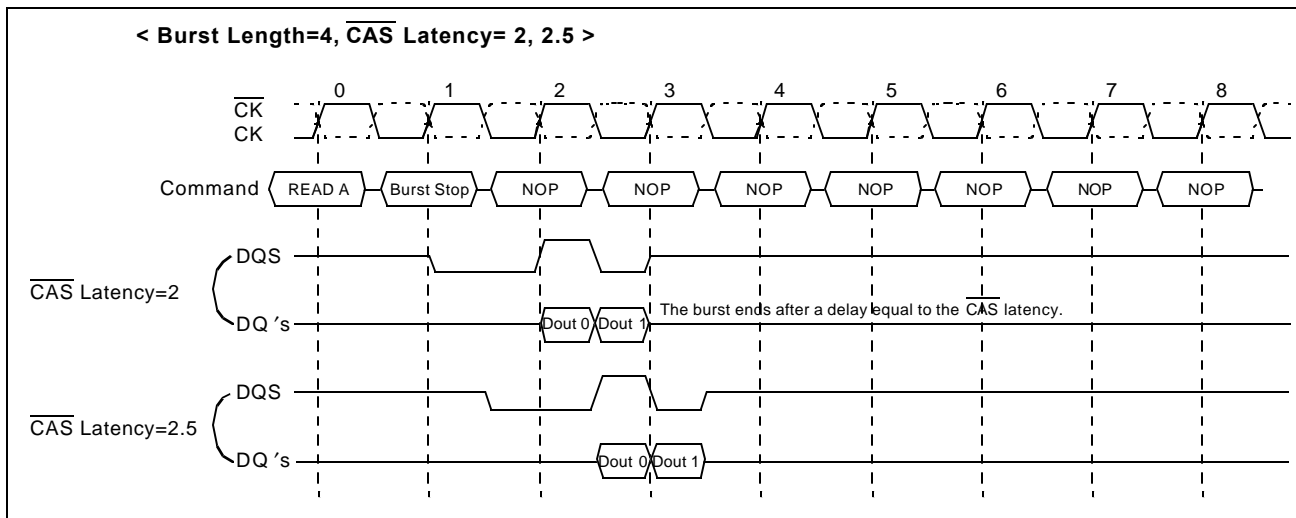 < Burst Length=4, CAS Latency= 2, 2.5 >
0 1 2 3 4 5 6 7 8
CK
CK
Command READ A Burst Stop NOP NOP NOP NOP NOP NOP NOP
DQS
CAS Latency=2
The burst ends after a delay equal to the CAS latency.
DQ's Dout 0 Dout 1
DQS
CAS Latency=2.5
DQ's Dout 0 Dout 1